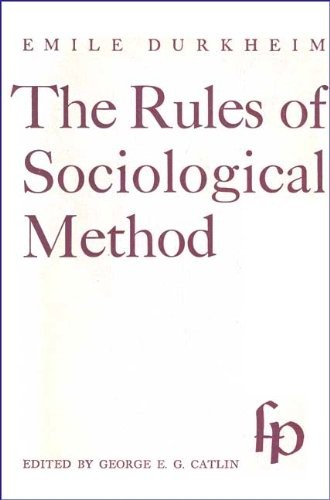 EMILE DURKHEIM
The Rules of
Sociological
Method
fp
EDITED BY GEORGE E. G. CATLIN